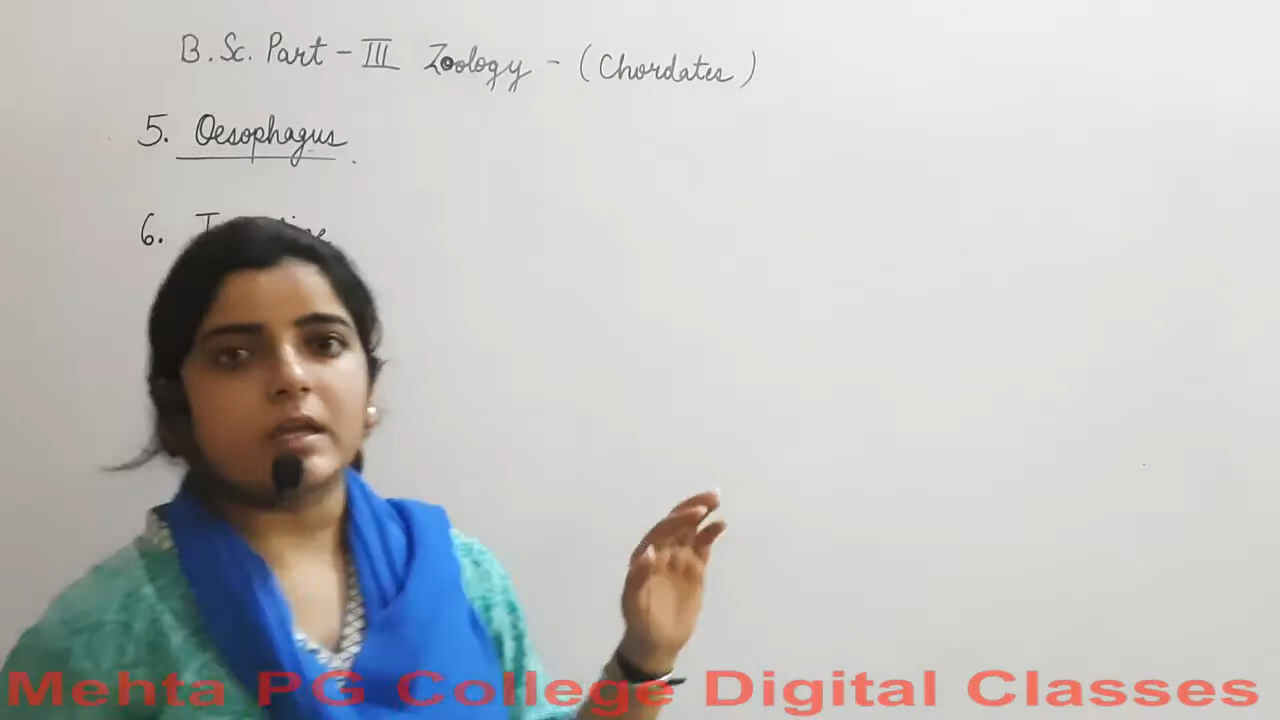 B. Sc. Part - III Zoology - (Chordates)
5. Oesophagus
6.
Mehta PG College Digital Classes